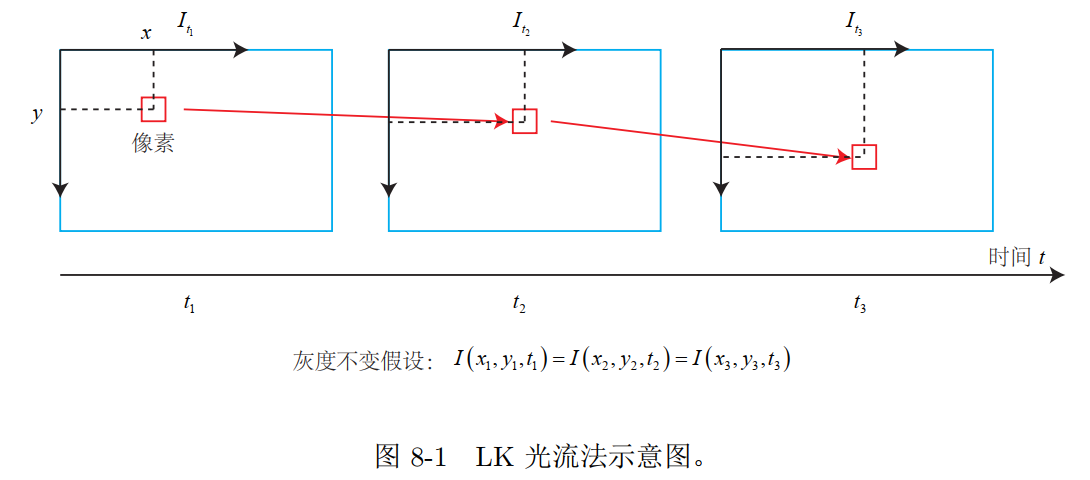 I_{t_1} I_{t_2} I_{t_3}
x
y
像素
时间 t
t_1 t_2 t_3
灰度不变假设： I(x_1, y_1, t_1) = I(x_2, y_2, t_2) = I(x_3, y_3, t_3)
图 8-1 LK 光流法示意图。